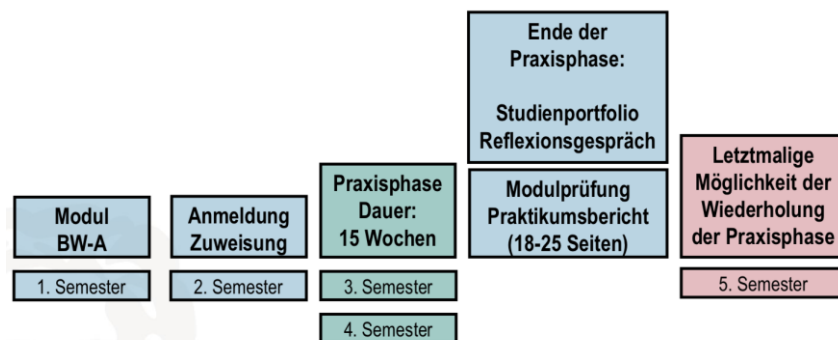 Modul
BW-A
1. Semester
Anmeldung
Zuweisung
2. Semester
Praxisphase
Dauer:
15 Wochen
3. Semester
4. Semester
Ende der
Praxisphase:
Studienportfolio
Reflexionsgespräch
Modulprüfung
Praktikumsbericht
(18-25 Seiten)
Letztmalige
Möglichkeit der
Wiederholung
der Praxisphase
5. Semester